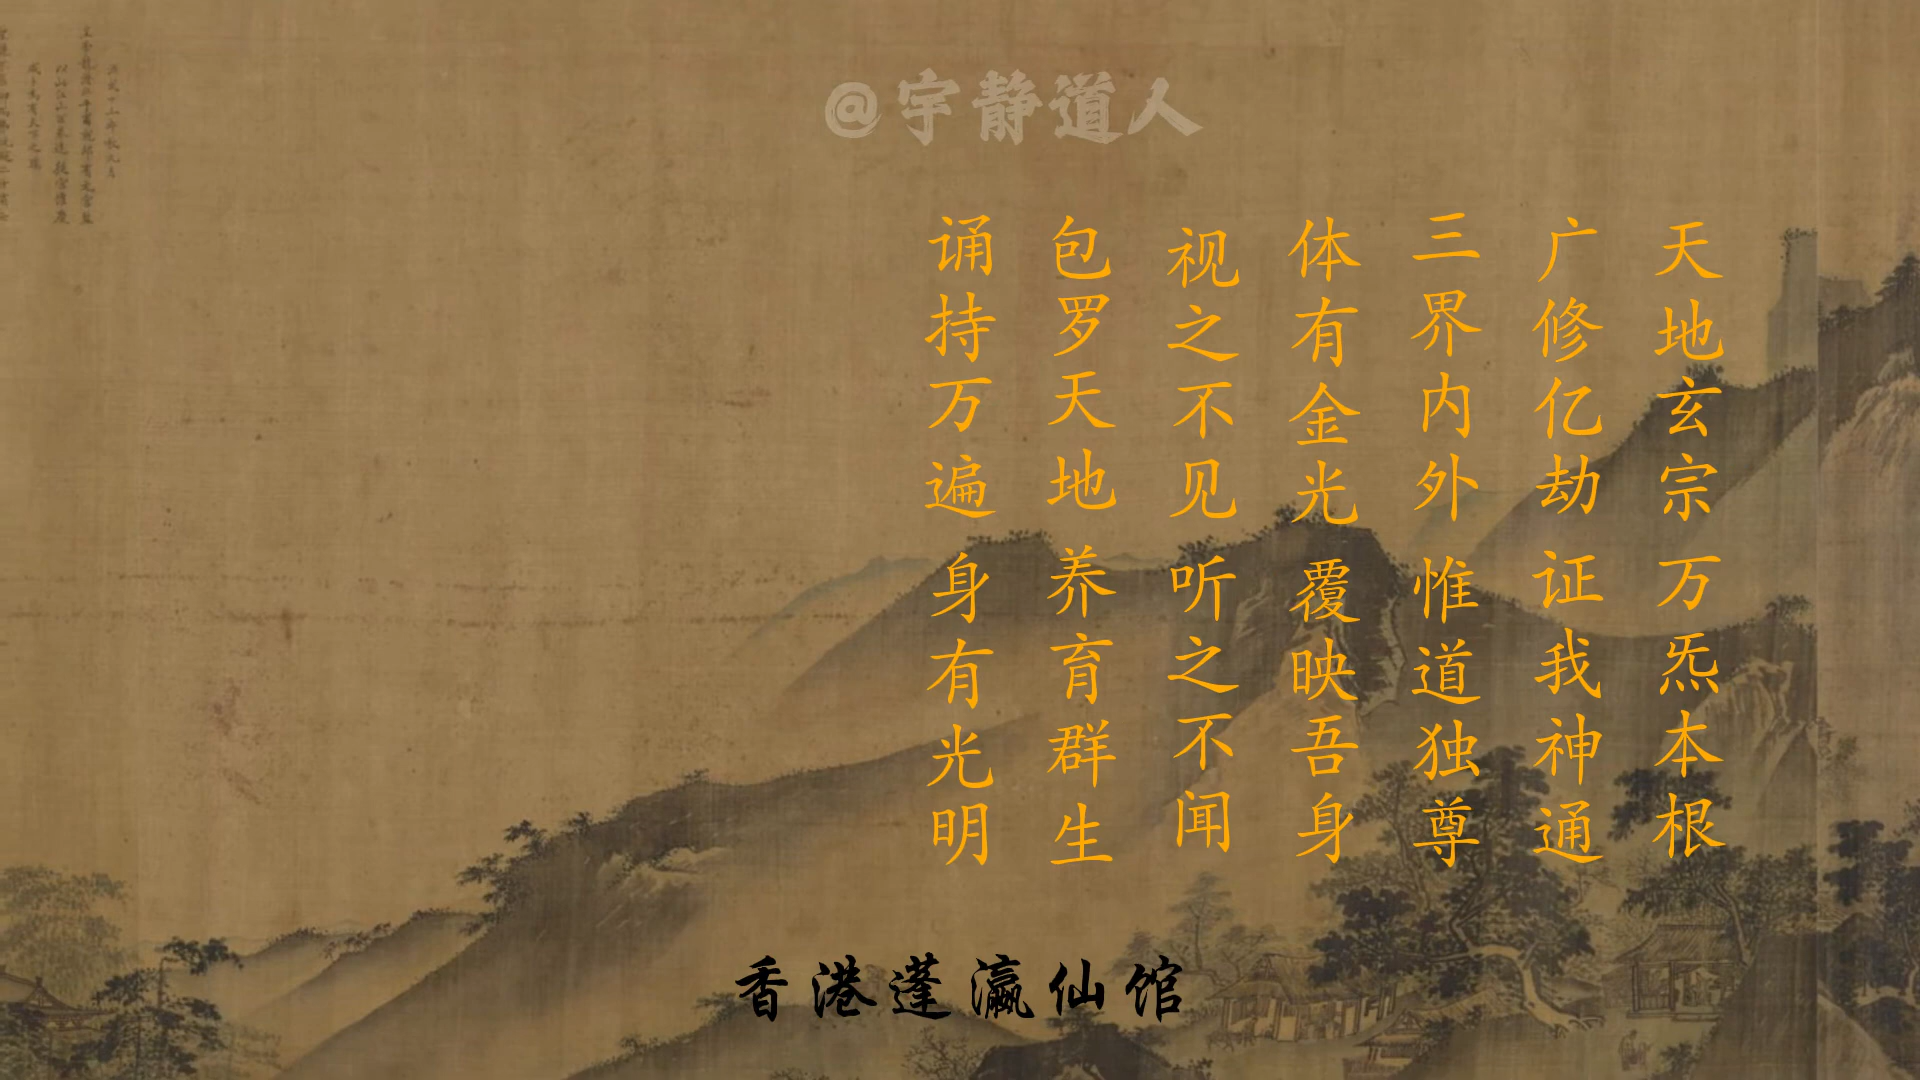 @宇静道人
天地玄宗 万炁本根
广修亿劫 证我神通
三界内外 惟道独尊
体有金光 覆映吾身
视之不见 听之不闻
包罗天地 养育群生
诵持万遍 身有光明
香港蓬瀛仙馆